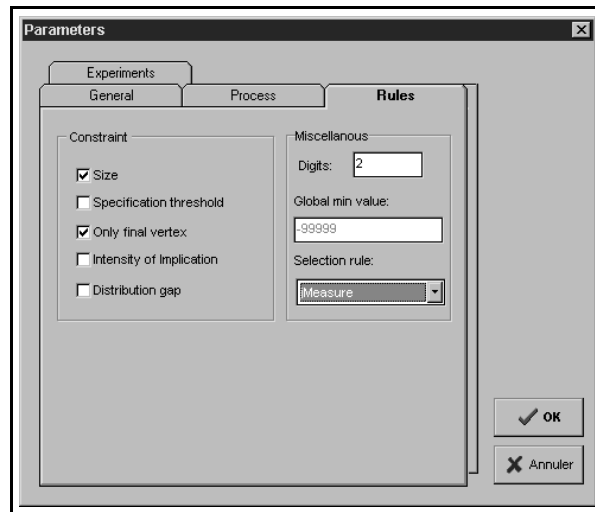 Parameters
Experiments
General
Process
Rules
Constraint
Size
Specification threshold
Only final vertex
Intensity of Implication
Distribution gap
Miscellanous
Digits: 2
Global min value:
-99999
Selection rule:
iMeasure
OK
Annuler